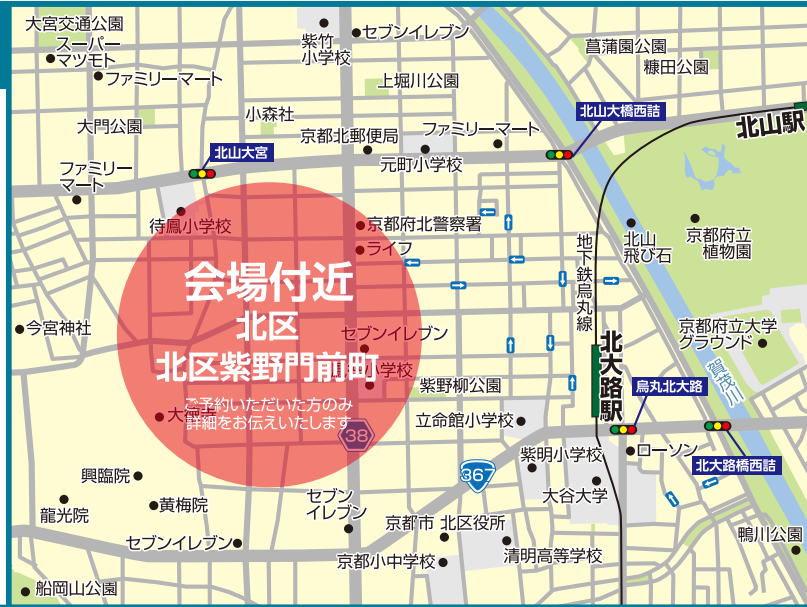 大宮交通公園
スーパー
マツモト
ファミリーマート
紫竹
小学校
セブンイレブン
菖蒲園公園
糠田公園
上堀川公園
大門公園
小森社
京都北郵便局
ファミリーマート
北山大橋西詰
北山駅
北山大宮
元町小学校
ファミリー
マート
待鳳小学校
京都府北警察署
ライフ
地下鉄烏丸線
北山
飛び石
京都府立
植物園
会場付近
北区
北区紫野門前町
ご予約いただいた方のみ
詳細をお伝えいたします
今宮神社
セブンイレブン
小学校
京都府立大学
グラウンド
賀茂川
北大路駅
紫野柳公園
烏丸北大路
大徳寺
立命館小学校
38
367
ローソン
北大路橋西詰
紫明小学校
大谷大学
興臨院
黄梅院
龍光院
セブン
イレブン
京都市 北区役所
セブンイレブン
京都小中学校
清明高等学校
鴨川公園
船岡山公園